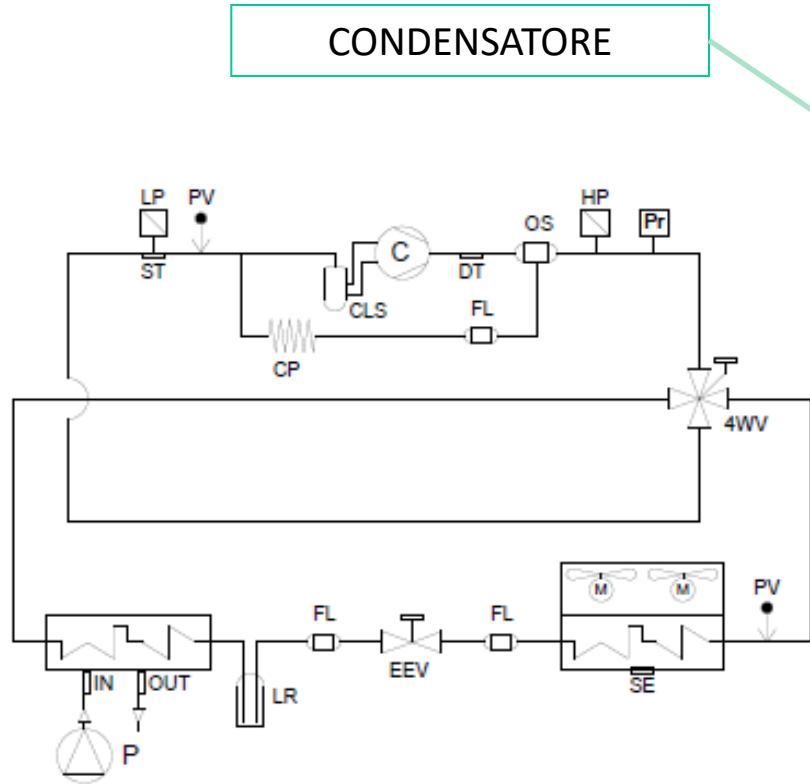 CONDENSATORE
LP PV HP Pr
OS
C
ST DT
CLS FL
CP
4WV
M M
PV
FL FL
EEV
IN OUT LR SE
P